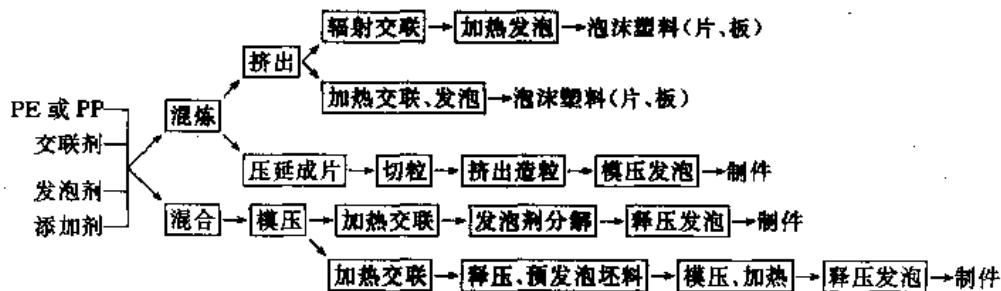 辐射交联→加热发泡→泡沫塑料(片、板)
挤出
加热交联、发泡→泡沫塑料(片、板)
PE 或 PP
交联剂
发泡剂
添加剂
混炼
压延成片→切粒→挤出造粒→模压发泡→制件
混合→模压→加热交联→发泡剂分解→释压发泡→制件
加热交联→释压、预发泡坯料→模压、加热→释压发泡→制件